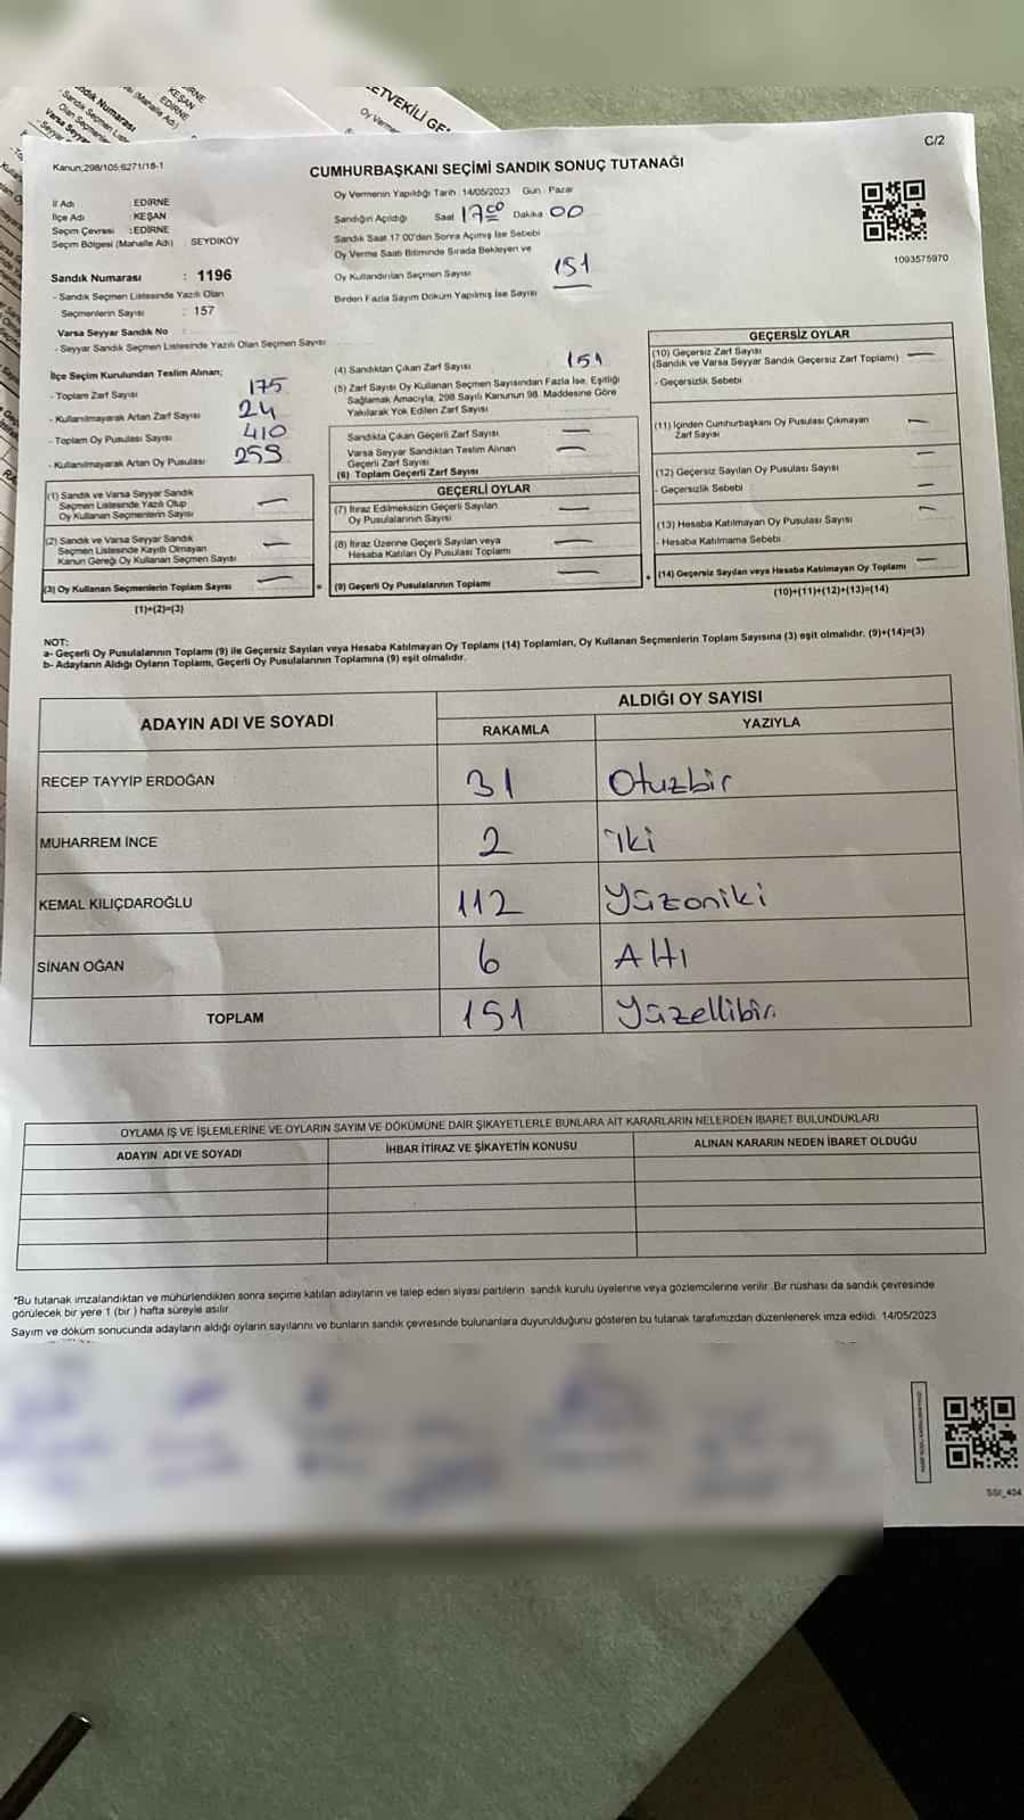 C/2
Kanun;298/105;6271/18-1
CUMHURBAŞKANI SEÇİMİ SANDIK SONUÇ TUTANAĞI
İl Adı : EDİRNE
İlçe Adı : KEŞAN
Seçim Çevresi : EDİRNE
Seçim Bölgesi (Mahalle Adı) : SEYDİKÖY
Oy Vermenin Yapıldığı Tarih : 14/05/2023 Gün : Pazar
Sandığın Açıldığı Saat 17:00 Dakika 00
Sandık Saat 17:00'den Sonra Açılmış İse Sebebi
Oy Verme Saati Bitiminde Sırada Bekleyen ve
Oy Kullandırılan Seçmen Sayısı 151
Birden Fazla Sayım Döküm Yapılmış İse Sayısı
1093575970
Sandık Numarası : 1196
- Sandık Seçmen Listesinde Yazılı Olan
Seçmenlerin Sayısı : 157
Varsa Seyyar Sandık No :
- Seyyar Sandık Seçmen Listesinde Yazılı Olan Seçmen Sayısı
İlçe Seçim Kurulundan Teslim Alınan;
- Toplam Zarf Sayısı 175
- Kullanılmayarak Artan Zarf Sayısı 24
- Toplam Oy Pusulası Sayısı 410
- Kullanılmayarak Artan Oy Pusulası 259
(1) Sandık ve Varsa Seyyar Sandık
Seçmen Listesinde Yazılı Olup
Oy Kullanan Seçmenlerin Sayısı —
(2) Sandık ve Varsa Seyyar Sandık
Seçmen Listesinde Kayıtlı Olmayan
Kanun Gereği Oy Kullanan Seçmen Sayısı —
(3) Oy Kullanan Seçmenlerin Toplam Sayısı —
(1)+(2)=(3)
(4) Sandıktan Çıkan Zarf Sayısı 151
(5) Zarf Sayısı Oy Kullanan Seçmen Sayısından Fazla İse, Eşitliği
Sağlamak Amacıyla, 298 Sayılı Kanunun 98. Maddesine Göre
Yakılarak Yok Edilen Zarf Sayısı
Sandıkta Çıkan Geçerli Zarf Sayısı —
Varsa Seyyar Sandıktan Teslim Alınan
Geçerli Zarf Sayısı —
(6) Toplam Geçerli Zarf Sayısı
GEÇERLİ OYLAR
(7) İtiraz Edilmeksizin Geçerli Sayılan
Oy Pusulalarının Sayısı —
(8) İtiraz Üzerine Geçerli Sayılan veya
Hesaba Katılan Oy Pusulası Toplamı —
= (9) Geçerli Oy Pusulalarının Toplamı —
GEÇERSİZ OYLAR
(10) Geçersiz Zarf Sayısı
(Sandık ve Varsa Seyyar Sandık Geçersiz Zarf Toplamı) —
- Geçersizlik Sebebi
(11) İçinden Cumhurbaşkanı Oy Pusulası Çıkmayan
Zarf Sayısı —
(12) Geçersiz Sayılan Oy Pusulası Sayısı —
- Geçersizlik Sebebi —
(13) Hesaba Katılmayan Oy Pusulası Sayısı —
- Hesaba Katılmama Sebebi
+ (14) Geçersiz Sayılan veya Hesaba Katılmayan Oy Toplamı —
(10)+(11)+(12)+(13)=(14)
NOT:
a- Geçerli Oy Pusulalarının Toplamı (9) ile Geçersiz Sayılan veya Hesaba Katılmayan Oy Toplamı (14) Toplamları, Oy Kullanan Seçmenlerin Toplam Sayısına (3) eşit olmalıdır. (9)+(14)=(3)
b- Adayların Aldığı Oyların Toplamı, Geçerli Oy Pusulalarının Toplamına (9) eşit olmalıdır.
ADAYIN ADI VE SOYADI
ALDIĞI OY SAYISI
RAKAMLA YAZIYLA
RECEP TAYYİP ERDOĞAN 31 Otuzbir
MUHARREM İNCE 2 iki
KEMAL KILIÇDAROĞLU 112 Yüzoniki
SİNAN OĞAN 6 Altı
TOPLAM 151 Yüzellibir
OYLAMA İŞ VE İŞLEMLERİNE VE OYLARIN SAYIM VE DÖKÜMÜNE DAİR ŞİKAYETLERLE BUNLARA AİT KARARLARIN NELERDEN İBARET BULUNDUKLARI
ADAYIN ADI VE SOYADI İHBAR İTİRAZ VE ŞİKAYETİN KONUSU ALINAN KARARIN NEDEN İBARET OLDUĞU
*Bu tutanak imzalandıktan ve mühürlendikten sonra seçime katılan adayların ve talep eden siyasi partilerin sandık kurulu üyelerine veya gözlemcilerine verilir. Bir nüshası da sandık çevresinde
görülecek bir yere 1 (bir ) hafta süreyle asılır
Sayım ve döküm sonucunda adayların aldığı oyların sayılarını ve bunların sandık çevresinde bulunanlara duyurulduğunu gösteren bu tutanak tarafımızdan düzenlenerek imza edildi. 14/05/2023